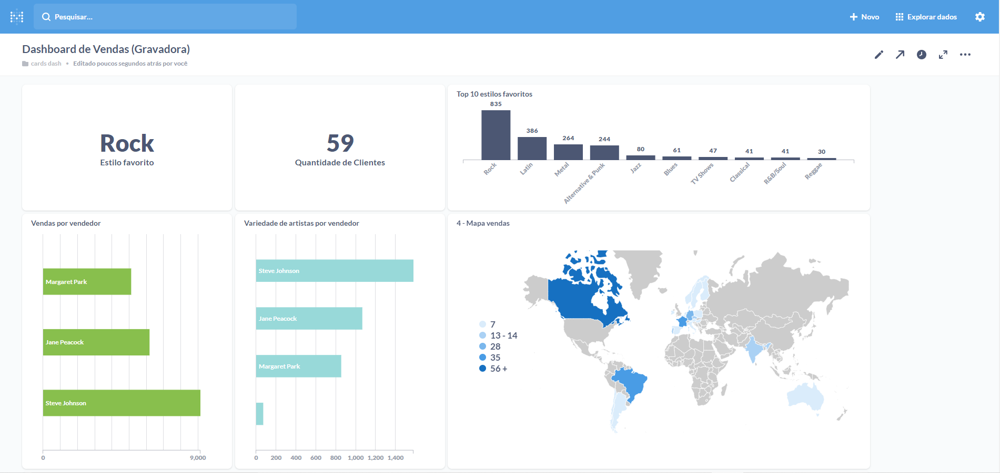 Pesquisar...
Novo
Explorar dados
Dashboard de Vendas (Gravadora)
cards dash • Editado poucos segundos atrás por você
Rock
Estilo favorito
59
Quantidade de Clientes
Top 10 estilos favoritos
835
386
264
244
80
61
47
41
41
30
Rock
Latin
Metal
Alternative & Punk
Jazz
Blues
TV Shows
Classical
R&B/Soul
Reggae
Vendas por vendedor
Margaret Park
Jane Peacock
Steve Johnson
0
9,000
Variedade de artistas por vendedor
Steve Johnson
Jane Peacock
Margaret Park
0 200 400 600 800 1,000 1,200 1,400
4 - Mapa vendas
7
13 - 14
28
35
56 +